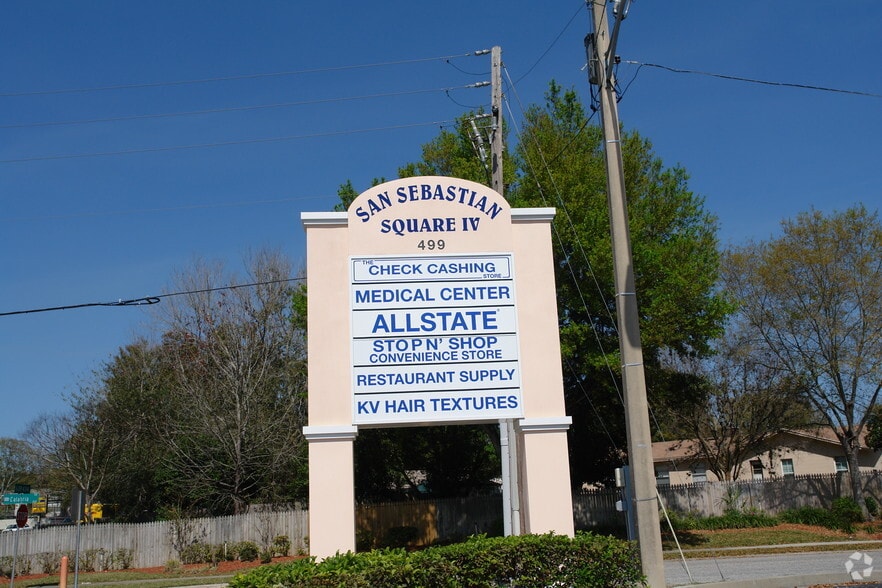 SAN SEBASTIAN
SQUARE IV
499
THE
CHECK CASHING
STORE
MEDICAL CENTER
ALLSTATE
STOP N' SHOP
CONVENIENCE STORE
RESTAURANT SUPPLY
KV HAIR TEXTURES